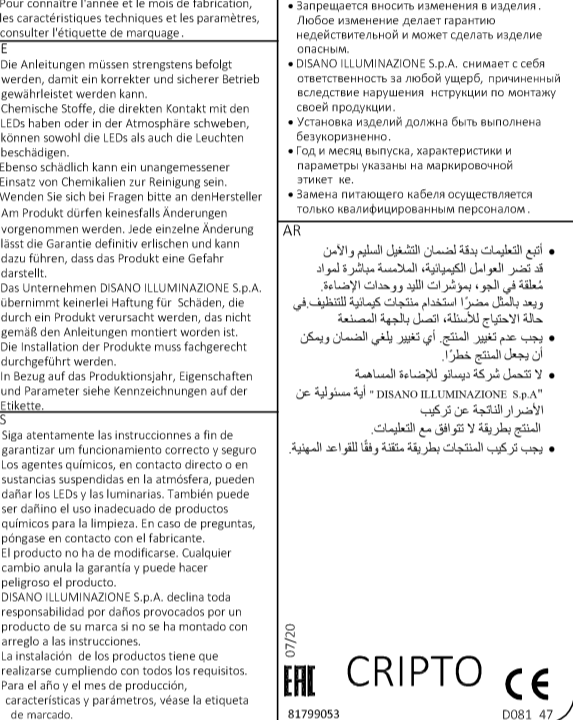 Pour connaître l'année et le mois de fabrication,
les caractéristiques techniques et les paramètres,
consulter l'étiquette de marquage.
E
Die Anleitungen müssen strengstens befolgt
werden, damit ein korrekter und sicherer Betrieb
gewährleistet werden kann.
Chemische Stoffe, die direkten Kontakt mit den
LEDs haben oder in der Atmosphäre schweben,
können sowohl die LEDs als auch die Leuchten
beschädigen.
Ebenso schädlich kann ein unangemessener
Einsatz von Chemikalien zur Reinigung sein.
Wenden Sie sich bei Fragen bitte an denHersteller
Am Produkt dürfen keinesfalls Änderungen
vorgenommen werden. Jede einzelne Änderung
lässt die Garantie definitiv erlischen und kann
dazu führen, dass das Produkt eine Gefahr
darstellt.
Das Unternehmen DISANO ILLUMINAZIONE S.p.A.
übernimmt keinerlei Haftung für Schäden, die
durch ein Produkt verursacht werden, das nicht
gemäß den Anleitungen montiert worden ist.
Die Installation der Produkte muss fachgerecht
durchgeführt werden.
In Bezug auf das Produktionsjahr, Eigenschaften
und Parameter siehe Kennzeichnungen auf der
Etikette.
S
Siga atentamente las instruccionnes a fin de
garantizar um funcionamiento correcto y seguro
Los agentes químicos, en contacto directo o en
sustancias suspendidas en la atmósfera, pueden
dañar los LEDs y las luminarias. También puede
ser dañino el uso inadecuado de productos
químicos para la limpieza. En caso de preguntas,
póngase en contacto con el fabricante.
El producto no ha de modificarse. Cualquier
cambio anula la garantía y puede hacer
peligroso el producto.
DISANO ILLUMINAZIONE S.p.A. declina toda
responsabilidad por daños provocados por un
producto de su marca si no se ha montado con
arreglo a las instrucciones.
La instalación de los productos tiene que
realizarse cumpliendo con todos los requisitos.
Para el año y el mes de producción,
características y parámetros, véase la etiqueta
de marcado.
• Запрещается вносить изменения в изделия.
Любое изменение делает гарантию
недействительной и может сделать изделие
опасным.
• DISANO ILLUMINAZIONE S.p.A. снимает с себя
ответственность за любой ущерб, причиненный
вследствие нарушения нструкции по монтажу
своей продукции.
• Установка изделий должна быть выполнена
безукоризненно.
• Год и месяц выпуска, характеристики и
параметры указаны на маркировочной
этикет ке.
• Замена питающего кабеля осуществляется
только квалифицированным персоналом.
AR
• أتبع التعليمات بدقة لضمان التشغيل السليم والآمن
قد تضر العوامل الكيميائية، الملامسة مباشرة لمواد
مُعلقة في الجو، بمؤشرات الليد ووحدات الإضاءة.
ويعد بالمثل مضرًا استخدام منتجات كيمائية للتنظيف.في
حالة الاحتياج للأسئلة، اتصل بالجهة المصنعة
• يجب عدم تغيير المنتج. أي تغيير يلغي الضمان ويمكن
أن يجعل المنتج خطرًا.
• لا تتحمل شركة ديسانو للإضاءة المساهمة
"DISANO ILLUMINAZIONE S.p.A" أية مسئولية عن
الأضرار الناتجة عن تركيب
المنتج بطريقة لا تتوافق مع التعليمات.
• يجب تركيب المنتجات بطريقة متقنة وفقًا للقواعد المهنية.
07/20
EAC CRIPTO CE
81799053 D081 47